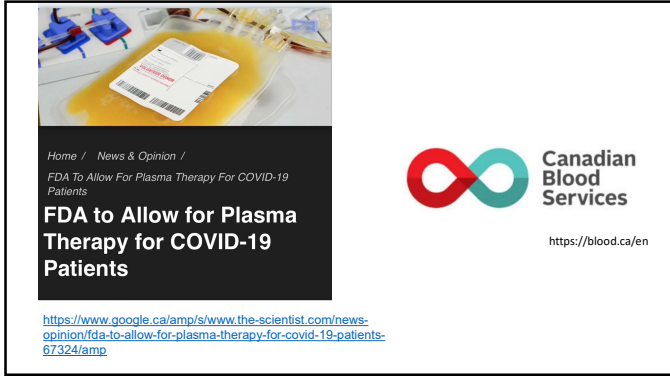 Home / News & Opinion /
FDA To Allow For Plasma Therapy For COVID-19
Patients
FDA to Allow for Plasma
Therapy for COVID-19
Patients
https://www.google.ca/amp/s/www.the-scientist.com/news-
opinion/fda-to-allow-for-plasma-therapy-for-covid-19-patients-
67324/amp
Canadian
Blood
Services
https://blood.ca/en